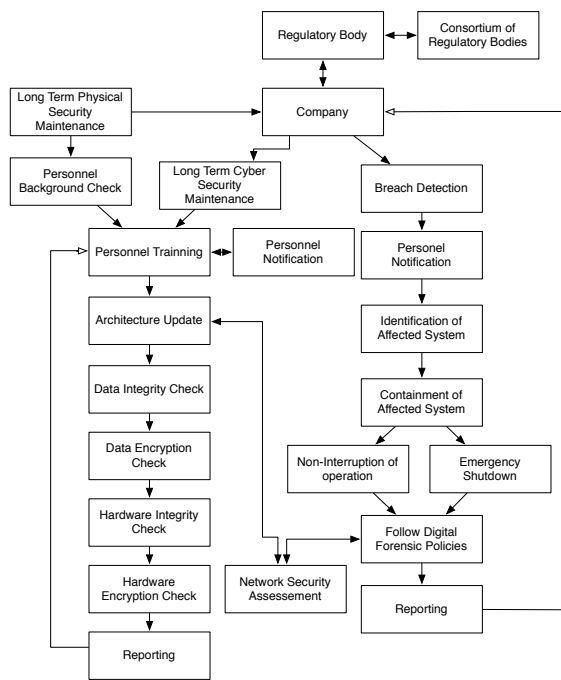 Regulatory Body
Consortium of
Regulatory Bodies
Long Term Physical
Security
Maintenance
Company
Personnel
Background Check
Long Term Cyber
Security
Maintenance
Breach Detection
Personnel Trainning
Personnel
Notification
Personel
Notification
Architecture Update
Identification of
Affected System
Data Integrity Check
Containment of
Affected System
Data Encryption
Check
Non-Interruption of
operation
Emergency
Shutdown
Hardware Integrity
Check
Follow Digital
Forensic Policies
Hardware
Encryption Check
Network Security
Assessement
Reporting
Reporting